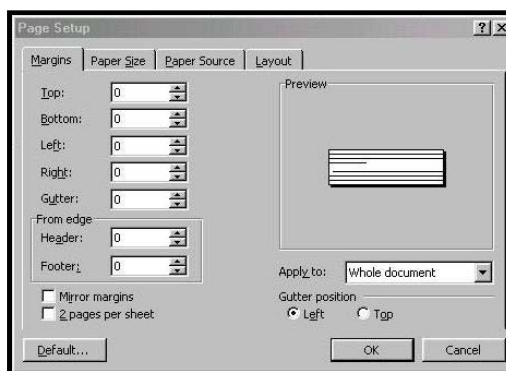 Page Setup
Margins Paper Size Paper Source Layout
Top: 0
Bottom: 0
Left: 0
Right: 0
Gutter: 0
From edge
Header: 0
Footer: 0
Mirror margins
2 pages per sheet
Preview
Apply to: Whole document
Gutter position
Left Top
Default... OK Cancel